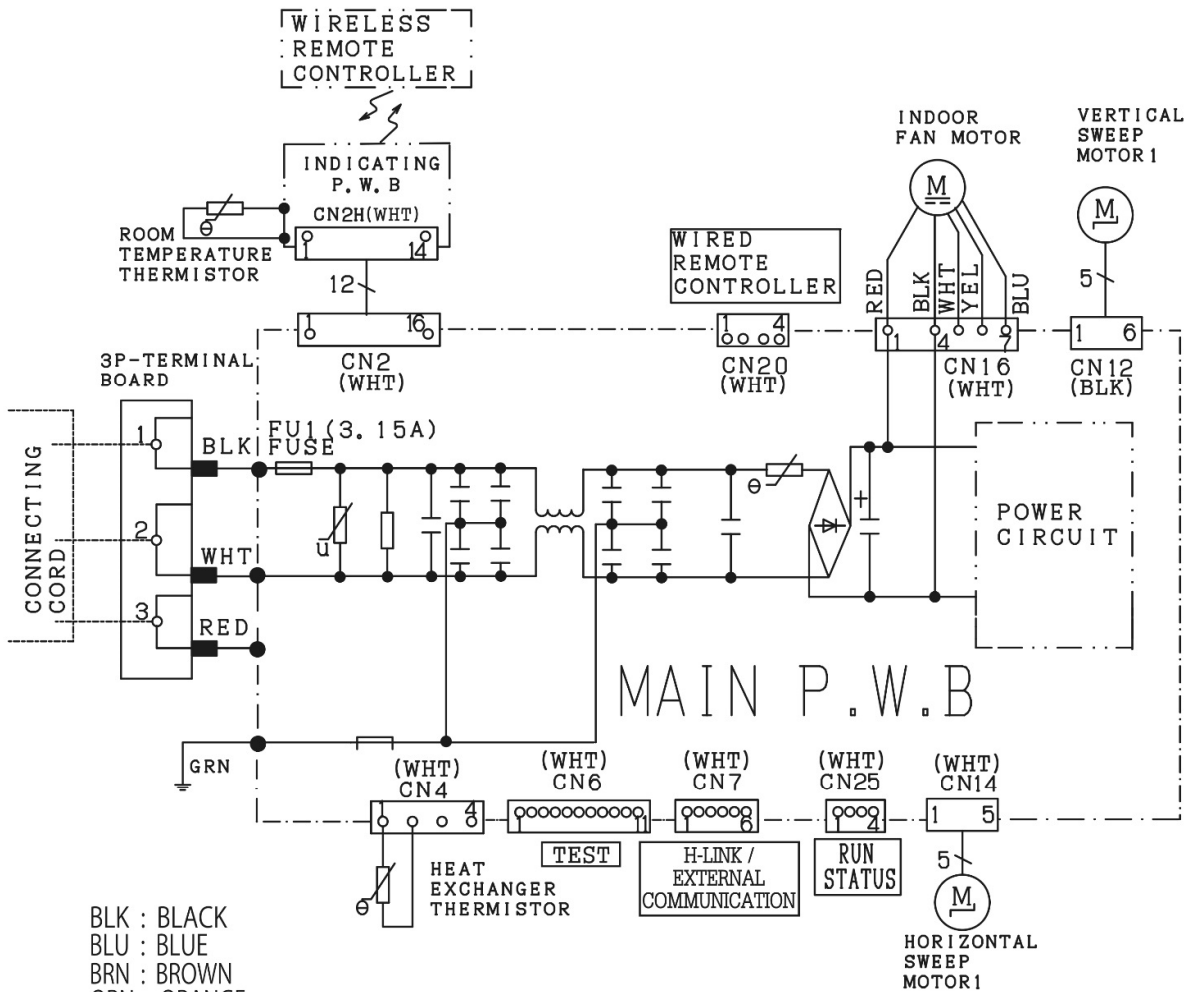 WIRELESS
REMOTE
CONTROLLER
INDICATING
P.W.B
CN2H(WHT)
1 14
θ
ROOM
TEMPERATURE
THERMISTOR
12
1 16
CN2
(WHT)
WIRED
REMOTE
CONTROLLER
1 4
CN20
(WHT)
INDOOR
FAN MOTOR
M
RED
BLK
WHT
YEL
BLU
1 4 7
CN16
(WHT)
VERTICAL
SWEEP
MOTOR1
M
5
1 6
CN12
(BLK)
3P-TERMINAL
BOARD
CONNECTING
CORD
1
2
3
BLK
WHT
RED
FU1(3.15A)
FUSE
u
θ
+
POWER
CIRCUIT
MAIN P.W.B
GRN
(WHT)
CN4
1 4
θ
HEAT
EXCHANGER
THERMISTOR
(WHT)
CN6
1 11
TEST
(WHT)
CN7
1 6
H-LINK /
EXTERNAL
COMMUNICATION
(WHT)
CN25
1 4
RUN
STATUS
(WHT)
CN14
1 5
5
M
HORIZONTAL
SWEEP
MOTOR1
BLK : BLACK
BLU : BLUE
BRN : BROWN